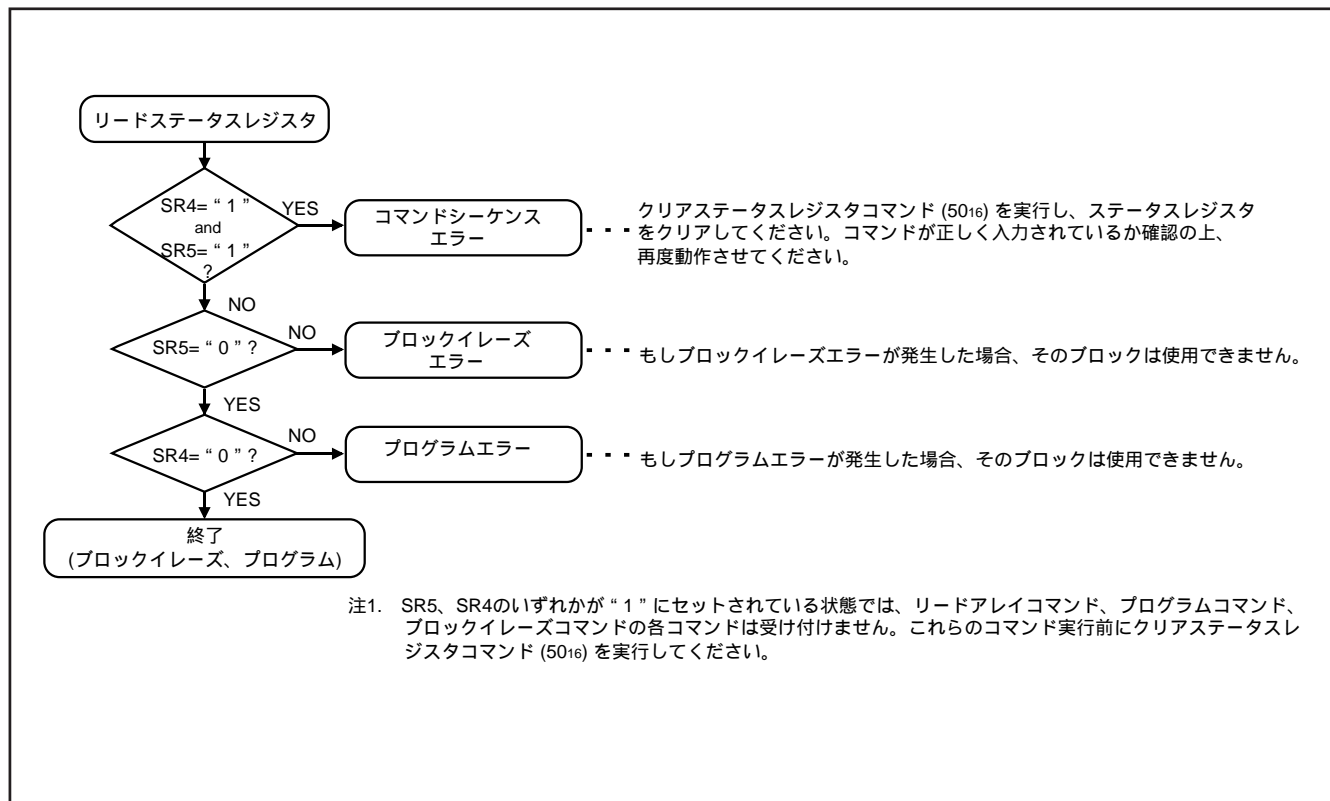 リードステータスレジスタ
SR4= “ 1 ”
and
SR5= “ 1 ”
?
YES
コマンドシーケンス
エラー
クリアステータスレジスタコマンド (5016) を実行し、ステータスレジスタ
をクリアしてください。コマンドが正しく入力されているか確認の上、
再度動作させてください。
NO
SR5= “ 0 ” ?
NO
ブロックイレーズ
エラー
もしブロックイレーズエラーが発生した場合、そのブロックは使用できません。
YES
SR4= “ 0 ” ?
NO
プログラムエラー
もしプログラムエラーが発生した場合、そのブロックは使用できません。
YES
終了
(ブロックイレーズ、プログラム)
注1. SR5、SR4のいずれかが “ 1 ” にセットされている状態では、リードアレイコマンド、プログラムコマンド、
ブロックイレーズコマンドの各コマンドは受け付けません。これらのコマンド実行前にクリアステータスレ
ジスタコマンド (5016) を実行してください。